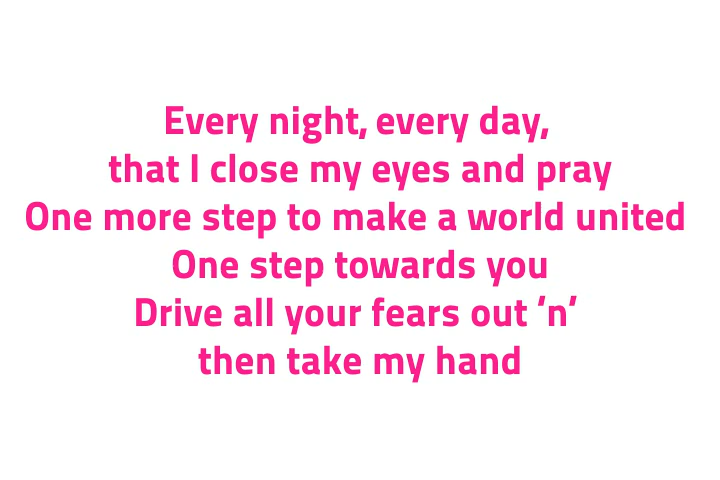 Every night, every day,
that I close my eyes and pray
One more step to make a world united
One step towards you
Drive all your fears out ‘n‘
then take my hand